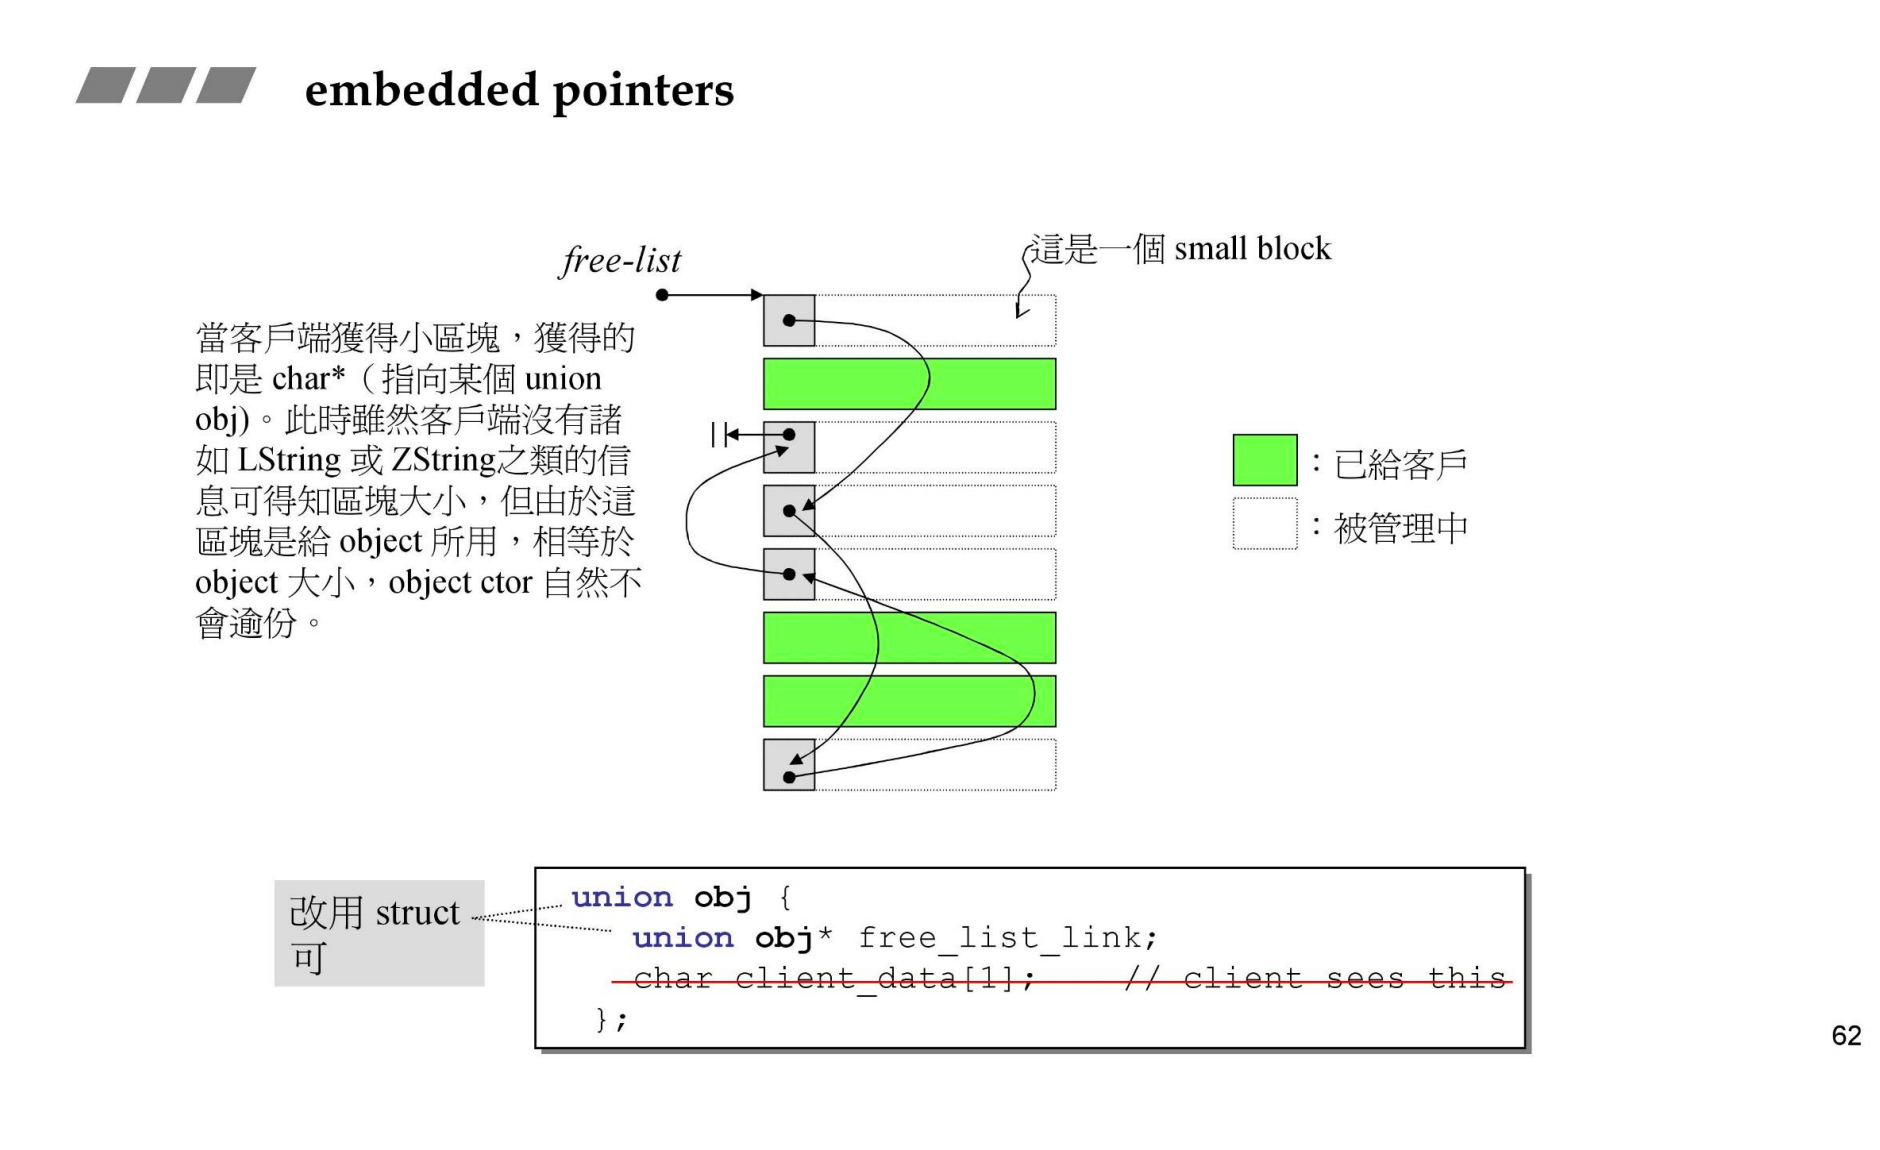 embedded pointers
free-list
這是一個 small block
當客戶端獲得小區塊，獲得的
即是 char*（指向某個 union
obj)。此時雖然客戶端沒有諸
如 LString 或 ZString之類的信
息可得知區塊大小，但由於這
區塊是給 object 所用，相等於
object 大小，object ctor 自然不
會逾份。
：已給客戶
：被管理中
改用 struct
可
union obj {
union obj* free_list_link;
char client_data[1]; // client sees this
};
62